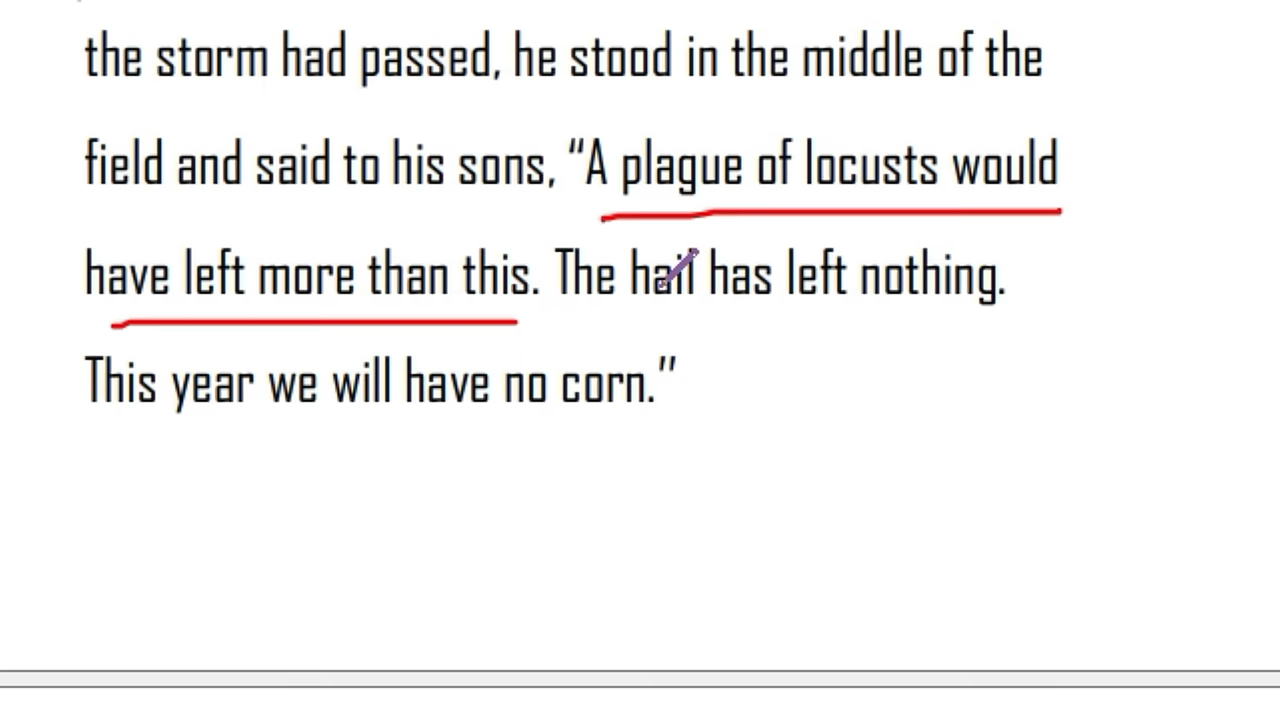 the storm had passed, he stood in the middle of the
field and said to his sons, “A plague of locusts would
have left more than this. The hail has left nothing.
This year we will have no corn.”